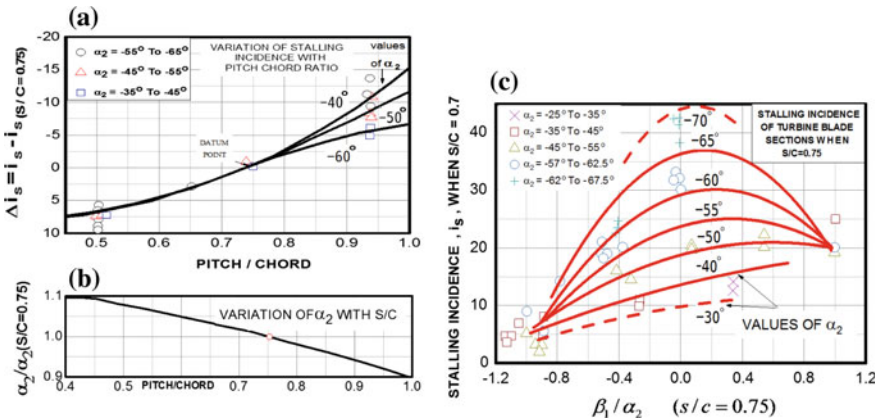 (a)
Δis = is - is (S/ C=0.75)
-20
-15
-10
-5
0
5
10
α2 = -55° To -65°
α2 = -45° To -55°
α2 = -35° To -45°
VARIATION OF STALLING
INCIDENCE WITH
PITCH CHORD RATIO
values
of α2
-40°
-50°
-60°
DATUM
POINT
0.5 0.6 0.7 0.8 0.9 1.0
PITCH / CHORD
(b)
α2/α2(S/C=0.75)
1.1
1.0
0.9
VARIATION OF α2 WITH S/C
0.4 0.5 0.6 0.7 0.8 0.9 1.0
PITCH/CHORD
(c)
STALLING INCIDENCE , is , WHEN S/C = 0.7
40
30
20
10
0
α2 = -25° To -35°
α2 = -35° To -45°
α2 = -45° To -55°
α2 = -57° To -62.5°
α2 = -62° To -67.5°
STALLING INCIDENCE
OF TURBINE BLADE
SECTIONS WHEN
S/C=0.75
-70°
-65°
-60°
-55°
-50°
-40°
-30°
VALUES OF α2
-1.2 -0.8 -0.4 0.0 0.4 0.8 1.2
β1/α2 (s/c = 0.75)